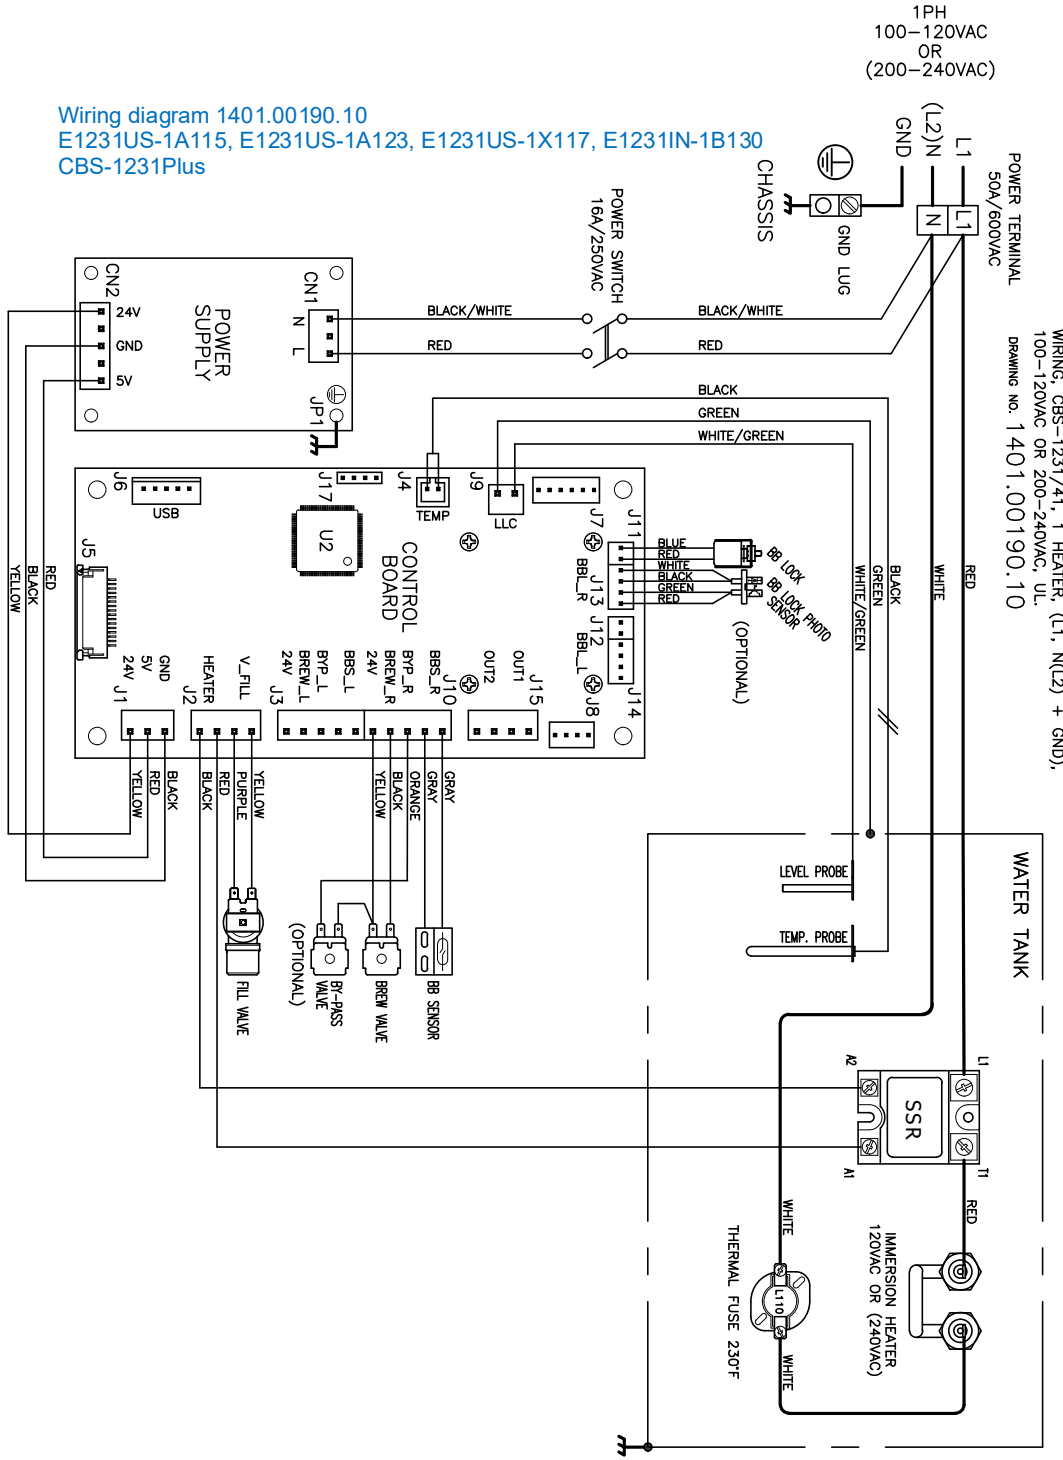 1PH
100-120VAC
OR
(200-240VAC)
Wiring diagram 1401.00190.10
E1231US-1A115, E1231US-1A123, E1231US-1X117, E1231IN-1B130
CBS-1231Plus
L1
(L2)N
GND
POWER TERMINAL
50A/600VAC
L1
N
GND LUG
CHASSIS
WIRING, CBS-1231/41, 1 HEATER, (L1, N(L2) + GND),
100-120VAC OR 200-240VAC, UL.
DRAWING NO. 1401.00190.10
POWER SWITCH
16A/250VAC
BLACK/WHITE
BLACK/WHITE
RED
RED
CN2
24V
GND
5V
POWER
SUPPLY
CN1
N
L
JP1
BLACK
GREEN
WHITE/GREEN
J6
USB
J17
J4
TEMP
J9
LLC
J7
J11
U2
CONTROL
BOARD
J5
BBL_R
J13
J12
BBL_L
J14
J8
BLUE
RED
WHITE
BLACK
GREEN
RED
BB LOCK
BB LOCK PHOTO
SENSOR
(OPTIONAL)
WHITE/GREEN
GREEN
BLACK
WHITE
RED
YELLOW
BLACK
RED
24V
5V
GND
J1
HEATER
V_FILL
J2
24V
BREW_L
BYP_L
BBS_L
J3
24V
BREW_R
BYP_R
BBS_R
J10
OUT2
OUT1
J15
YELLOW
RED
BLACK
BLACK
RED
PURPLE
YELLOW
YELLOW
BLACK
ORANGE
GRAY
GRAY
FILL VALVE
BY-PASS
VALVE
(OPTIONAL)
BREW VALVE
BB SENSOR
WATER TANK
LEVEL PROBE
TEMP. PROBE
A2
L1
SSR
A1
T1
WHITE
RED
THERMAL FUSE 230°F
L110
WHITE
IMMERSION HEATER
120VAC OR (240VAC)